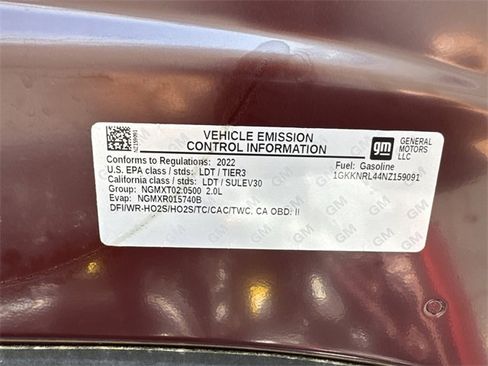 NZ159091
VEHICLE EMISSION
CONTROL INFORMATION
gm
GENERAL
MOTORS
LLC
Conforms to Regulations: 2022
U.S. EPA class / stds: LDT / TIER3
California class / stds: LDT / SULEV30
Group: NGMXT02.0500 2.0L
Evap: NGMXR015740B
DFI/WR-HO2S/HO2S/TC/CAC/TWC, CA OBD: II
Fuel: Gasoline
1GKKNRL44NZ159091